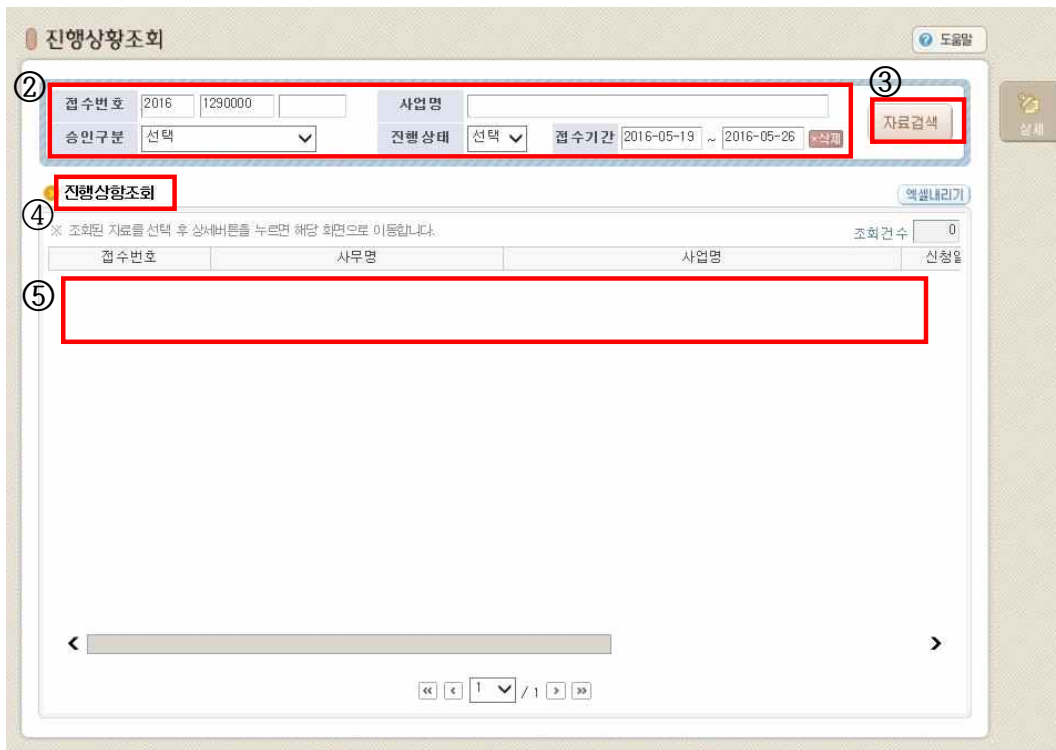 진행상황조회
도움말
②
③
접수번호 2016 1290000 사업명
자료검색
상세
승인구분 선택 진행상태 선택 접수기간 2016-05-19 ~ 2016-05-26 ×삭제
진행상항조회
엑셀내리기
④
※ 조회된 자료를 선택 후 상세버튼을 누르면 해당 화면으로 이동합니다.
조회건수 0
접수번호 사무명 사업명 신청일
⑤
1 / 1